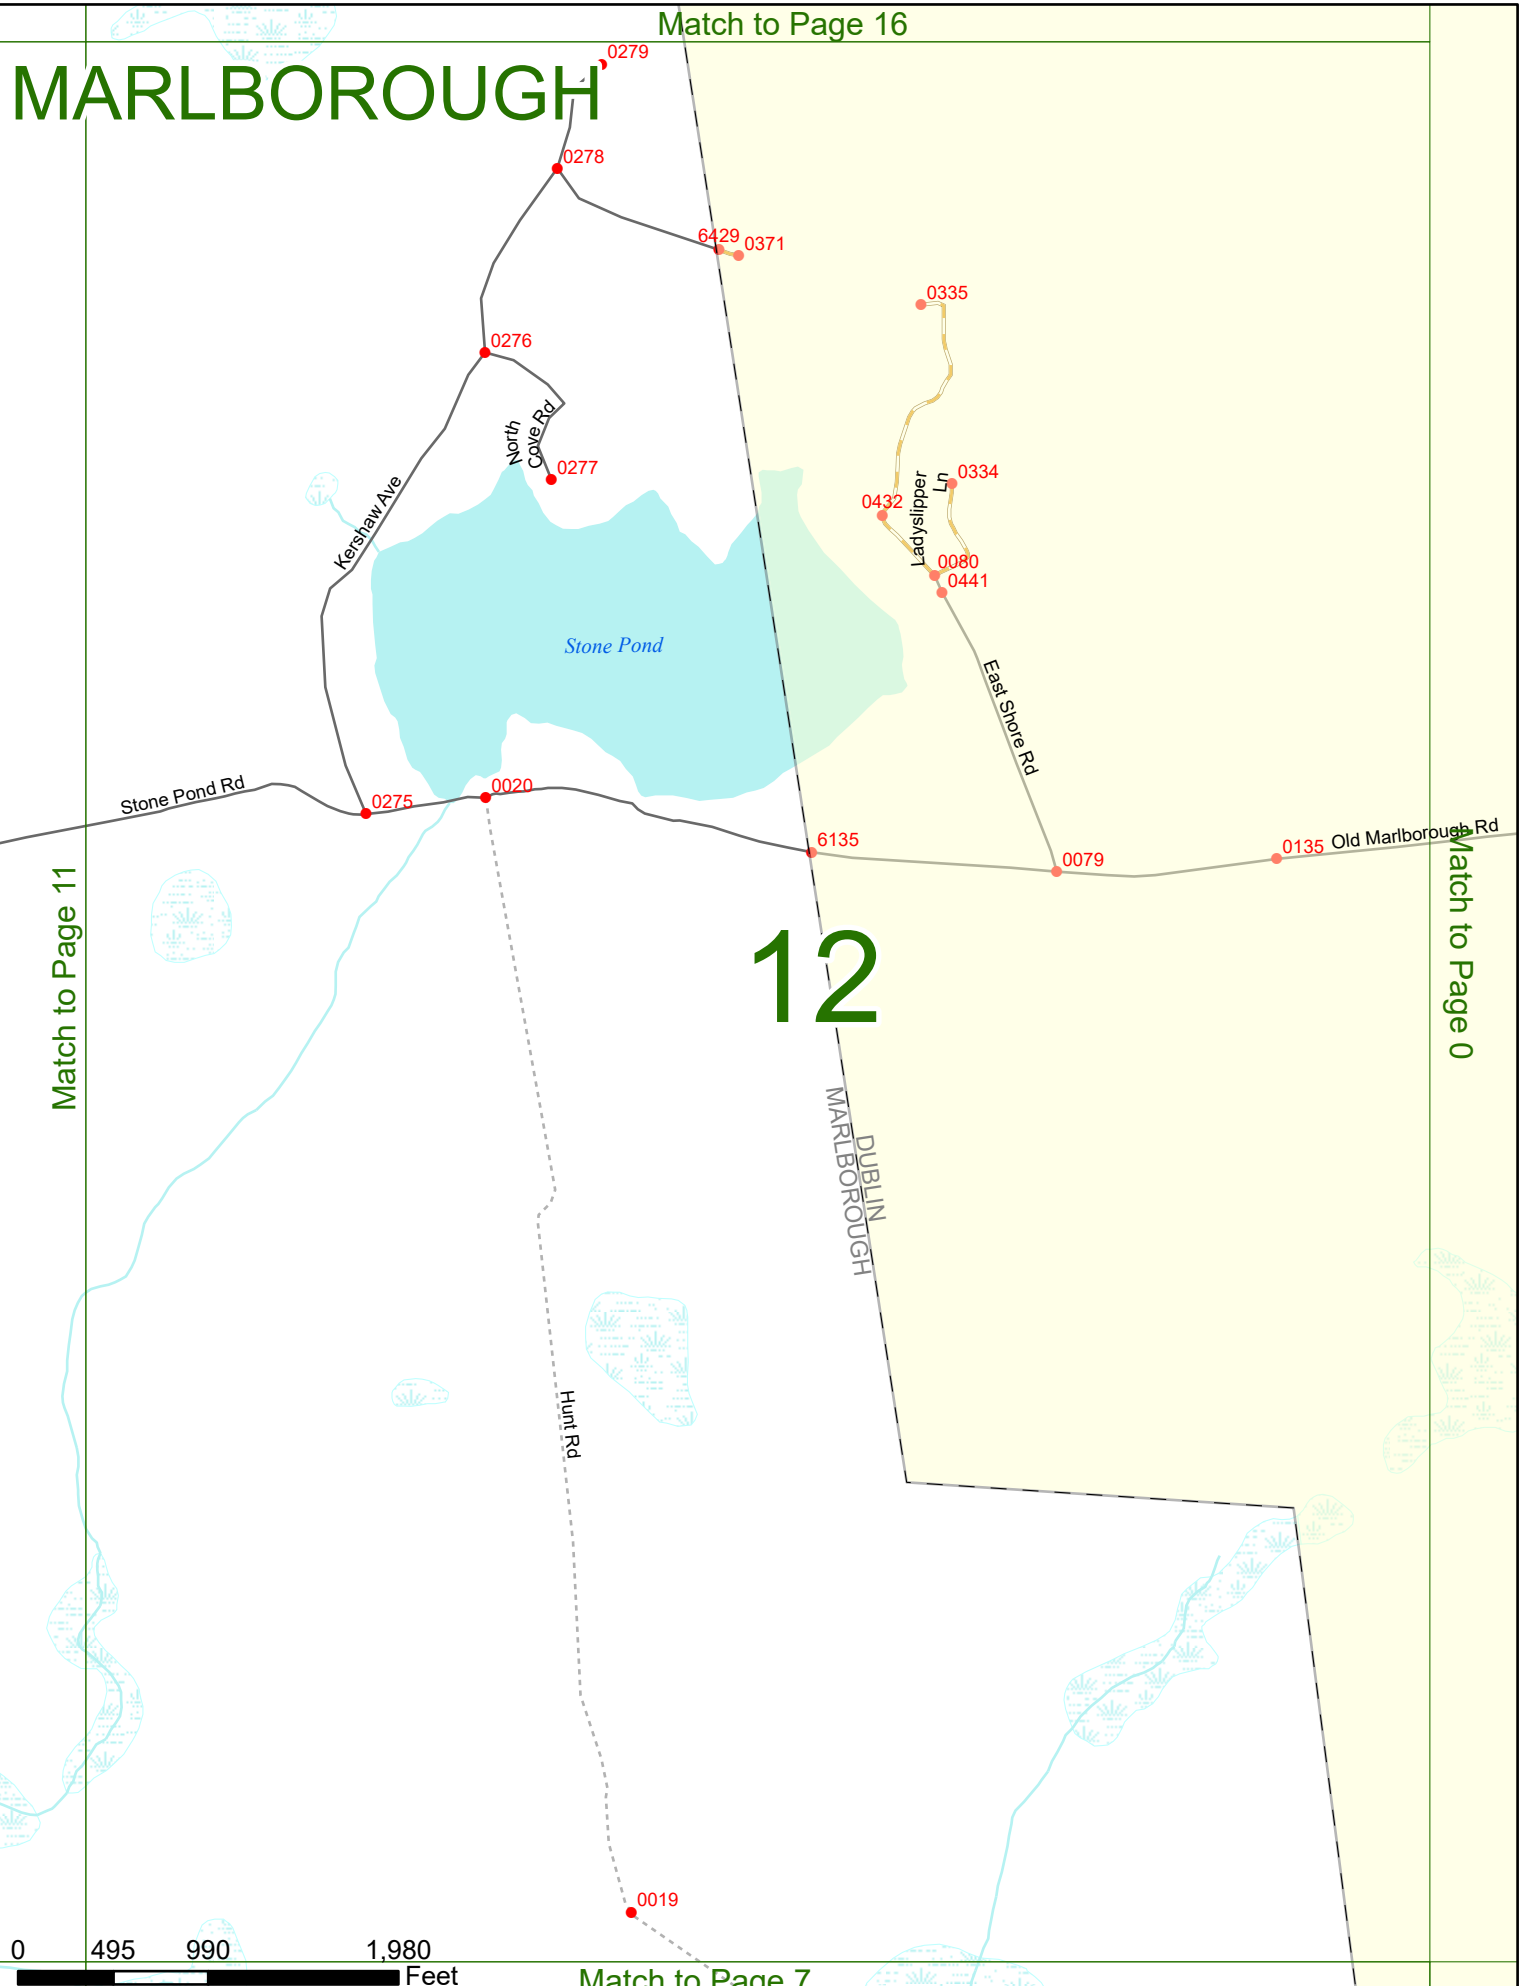 Match to Page 16
MARLBOROUGH
0279
0278
6429
0371
0335
0276
North
Cove Rd
0277
Kershaw Ave
0432
Ladyslipper
Ln
0334
0080
0441
Stone Pond
East Shore Rd
Stone Pond Rd
0275
0020
6135
0079
0135
Old Marlborough Rd
Match to Page 11
12
Match to Page 0
DUBLIN
MARLBOROUGH
Hunt Rd
0019
0 495 990 1,980
Feet
Match to Page 7